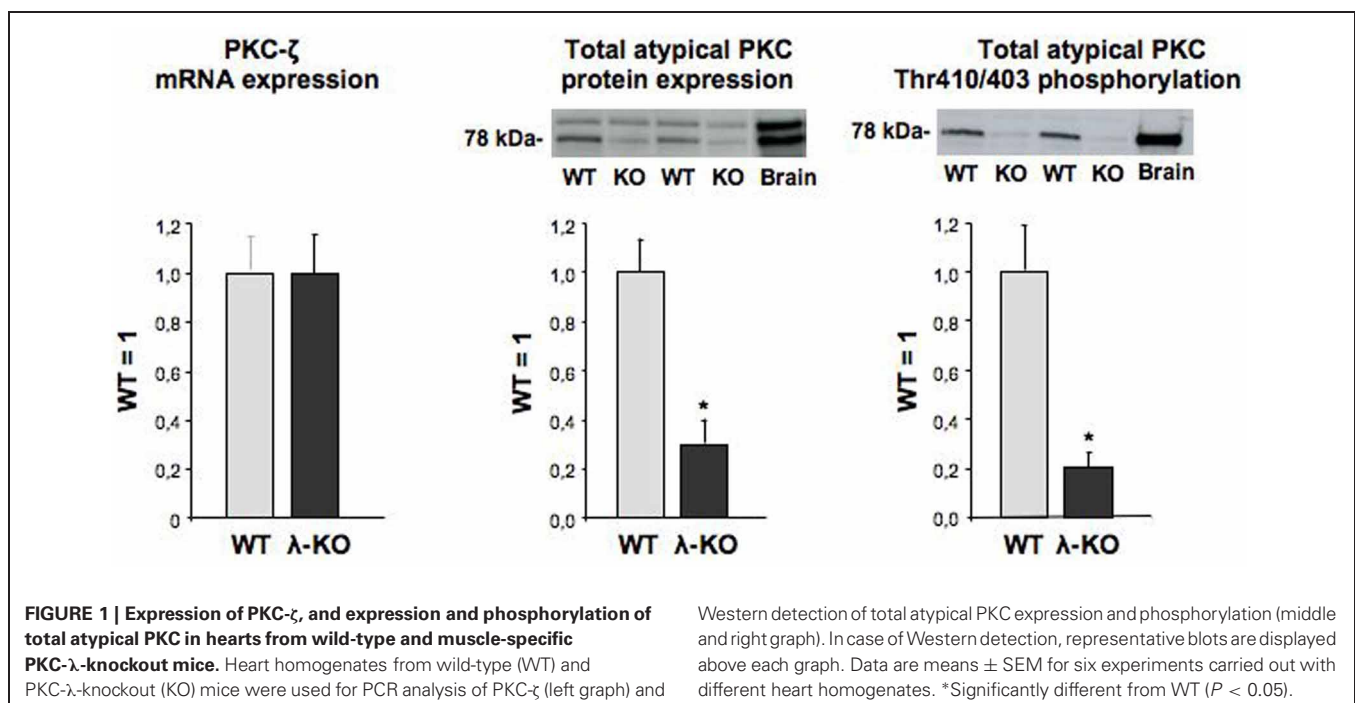 PKC-ζ
mRNA expression
Total atypical PKC
protein expression
78 kDa-
WT KO WT KO Brain
Total atypical PKC
Thr410/403 phosphorylation
78 kDa-
WT KO WT KO Brain
WT = 1
1,2
1,0
0,8
0,6
0,4
0,2
0
WT λ-KO
WT = 1
1,2
1,0
0,8
0,6
0,4
0,2
0,0
*
WT λ-KO
WT = 1
1,2
1,0
0,8
0,6
0,4
0,2
0,0
*
WT λ-KO
FIGURE 1 | Expression of PKC-ζ, and expression and phosphorylation of
total atypical PKC in hearts from wild-type and muscle-specific
PKC-λ-knockout mice. Heart homogenates from wild-type (WT) and
PKC-λ-knockout (KO) mice were used for PCR analysis of PKC-ζ (left graph) and
Western detection of total atypical PKC expression and phosphorylation (middle
and right graph). In case of Western detection, representative blots are displayed
above each graph. Data are means ± SEM for six experiments carried out with
different heart homogenates. *Significantly different from WT (P < 0.05).